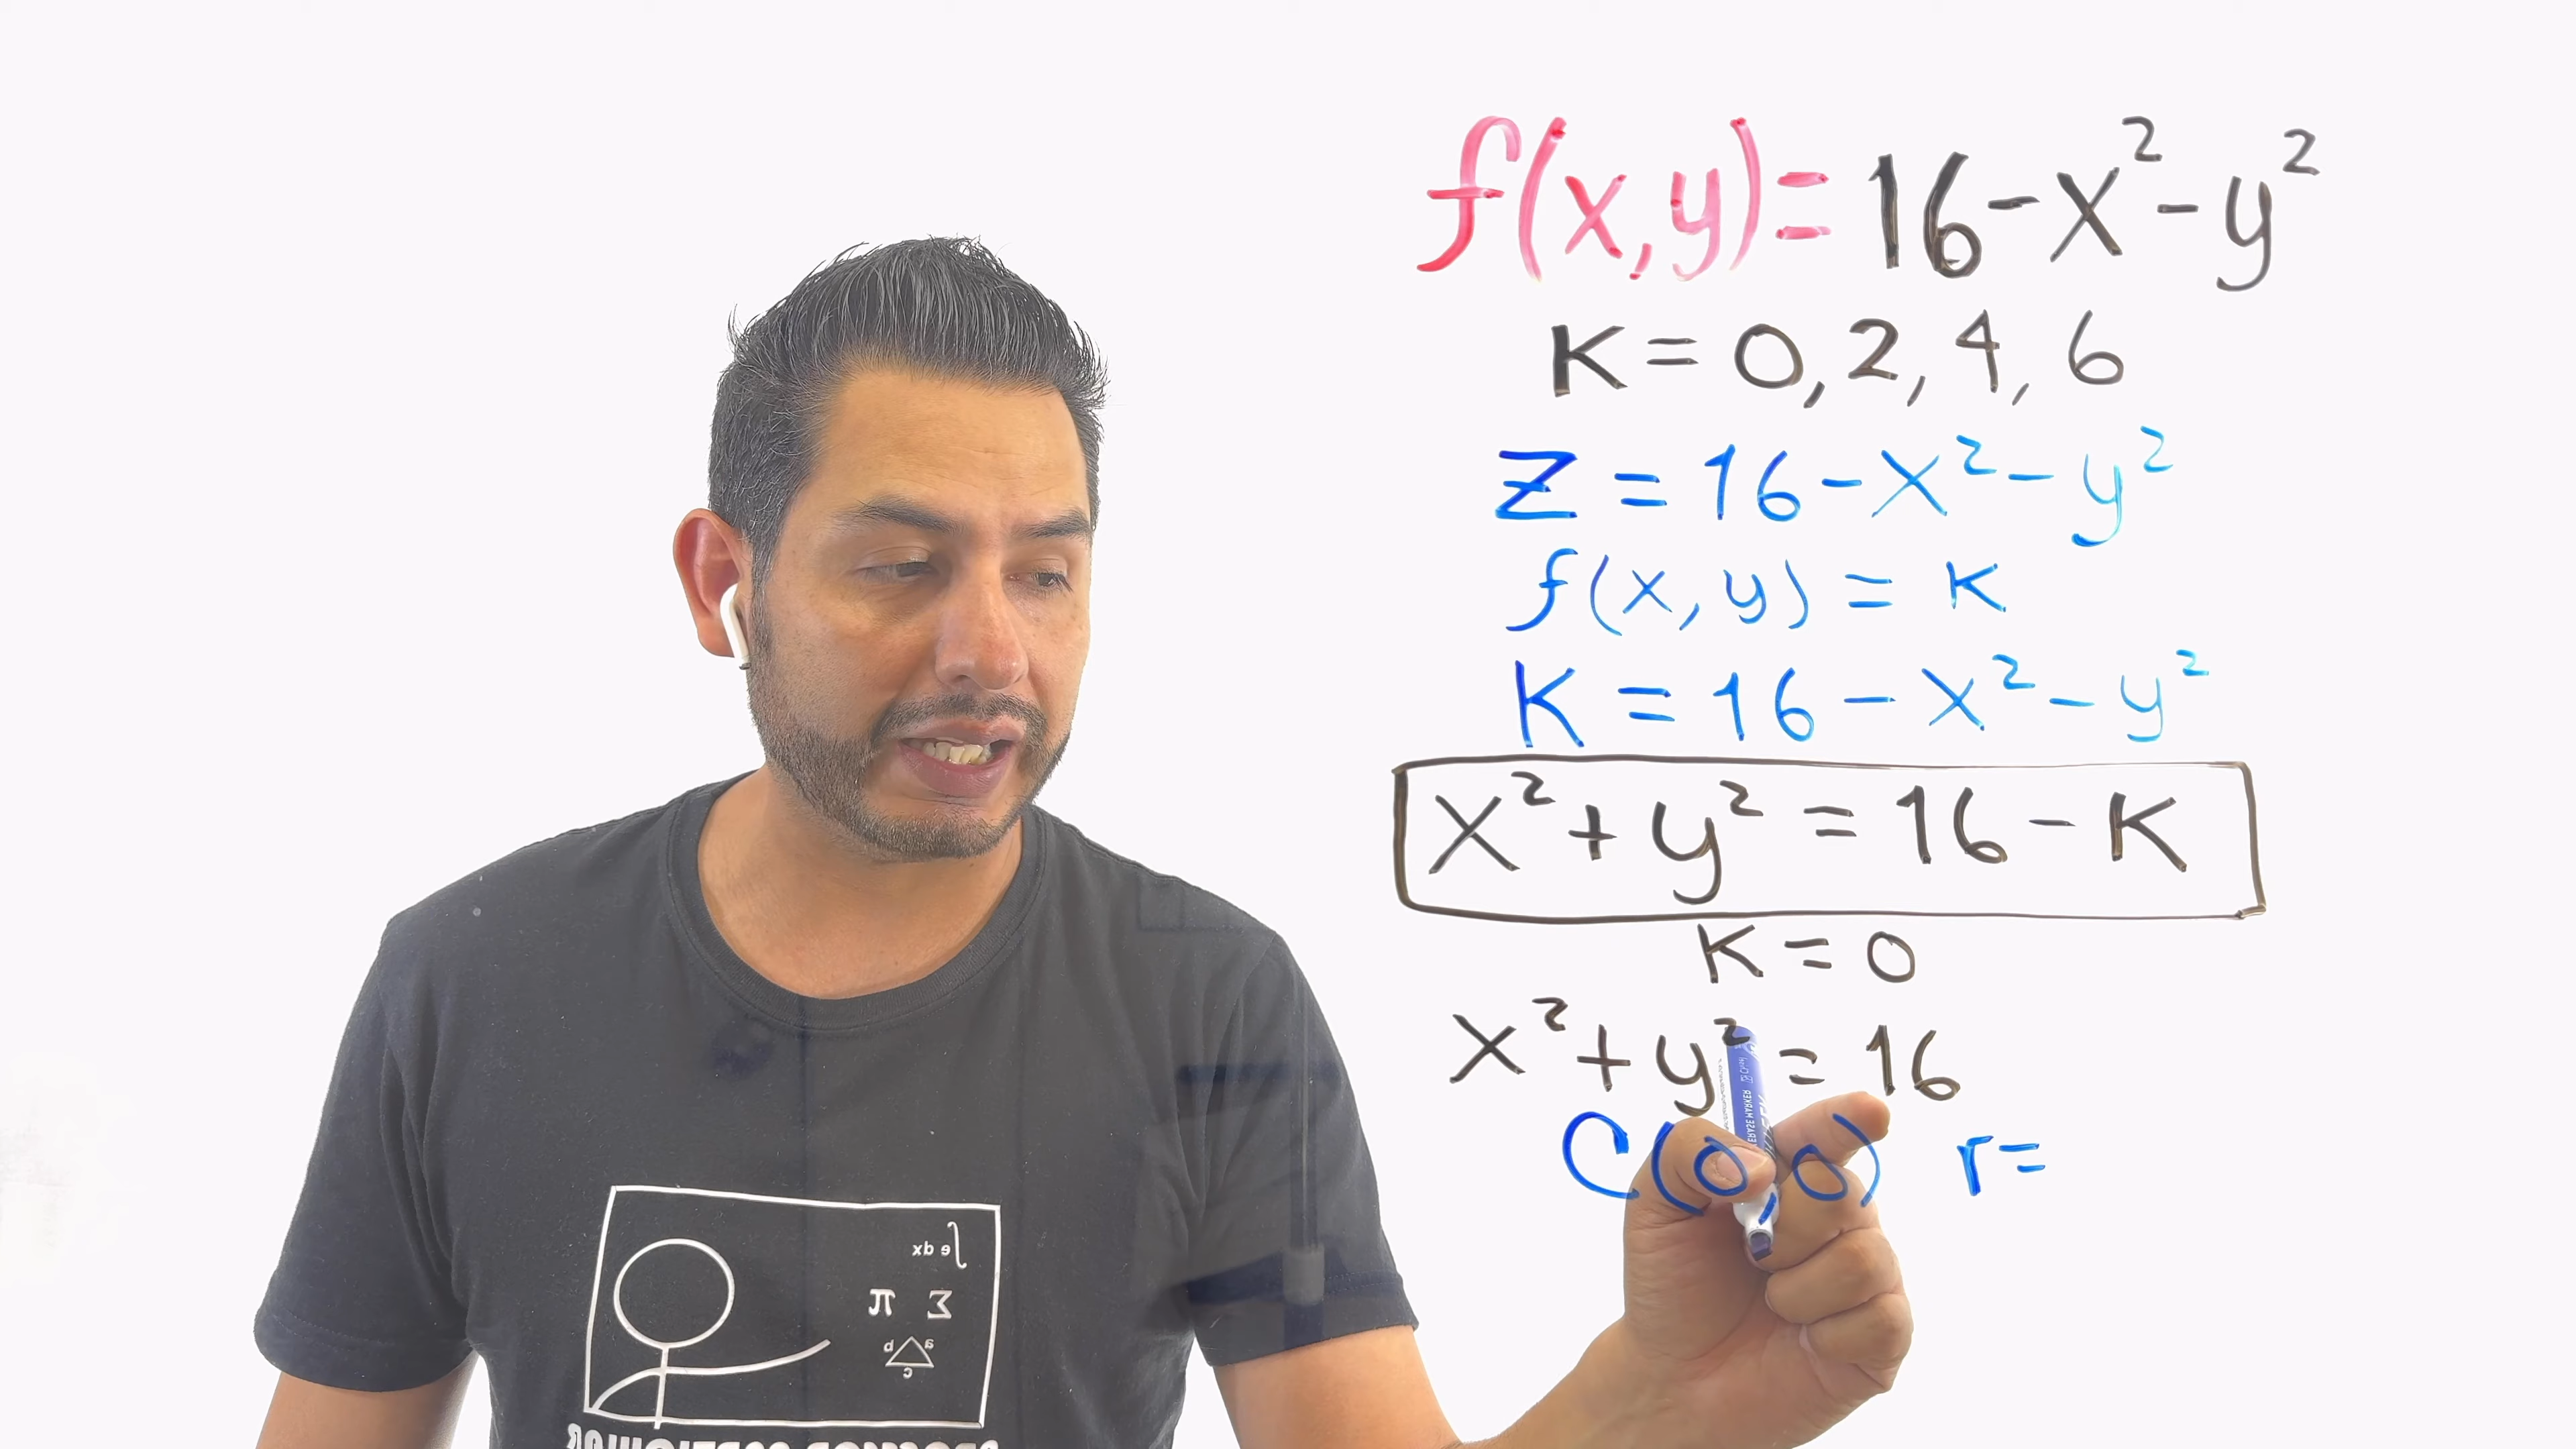 f(x,y)=16-x²-y²
K=0,2,4,6
Z=16-x²-y²
f(x,y)=K
K=16-x²-y²
x²+y²=16-K
K=0
x²+y²=16
C(0,0) r=
∫e dx
π Σ
a
b
c